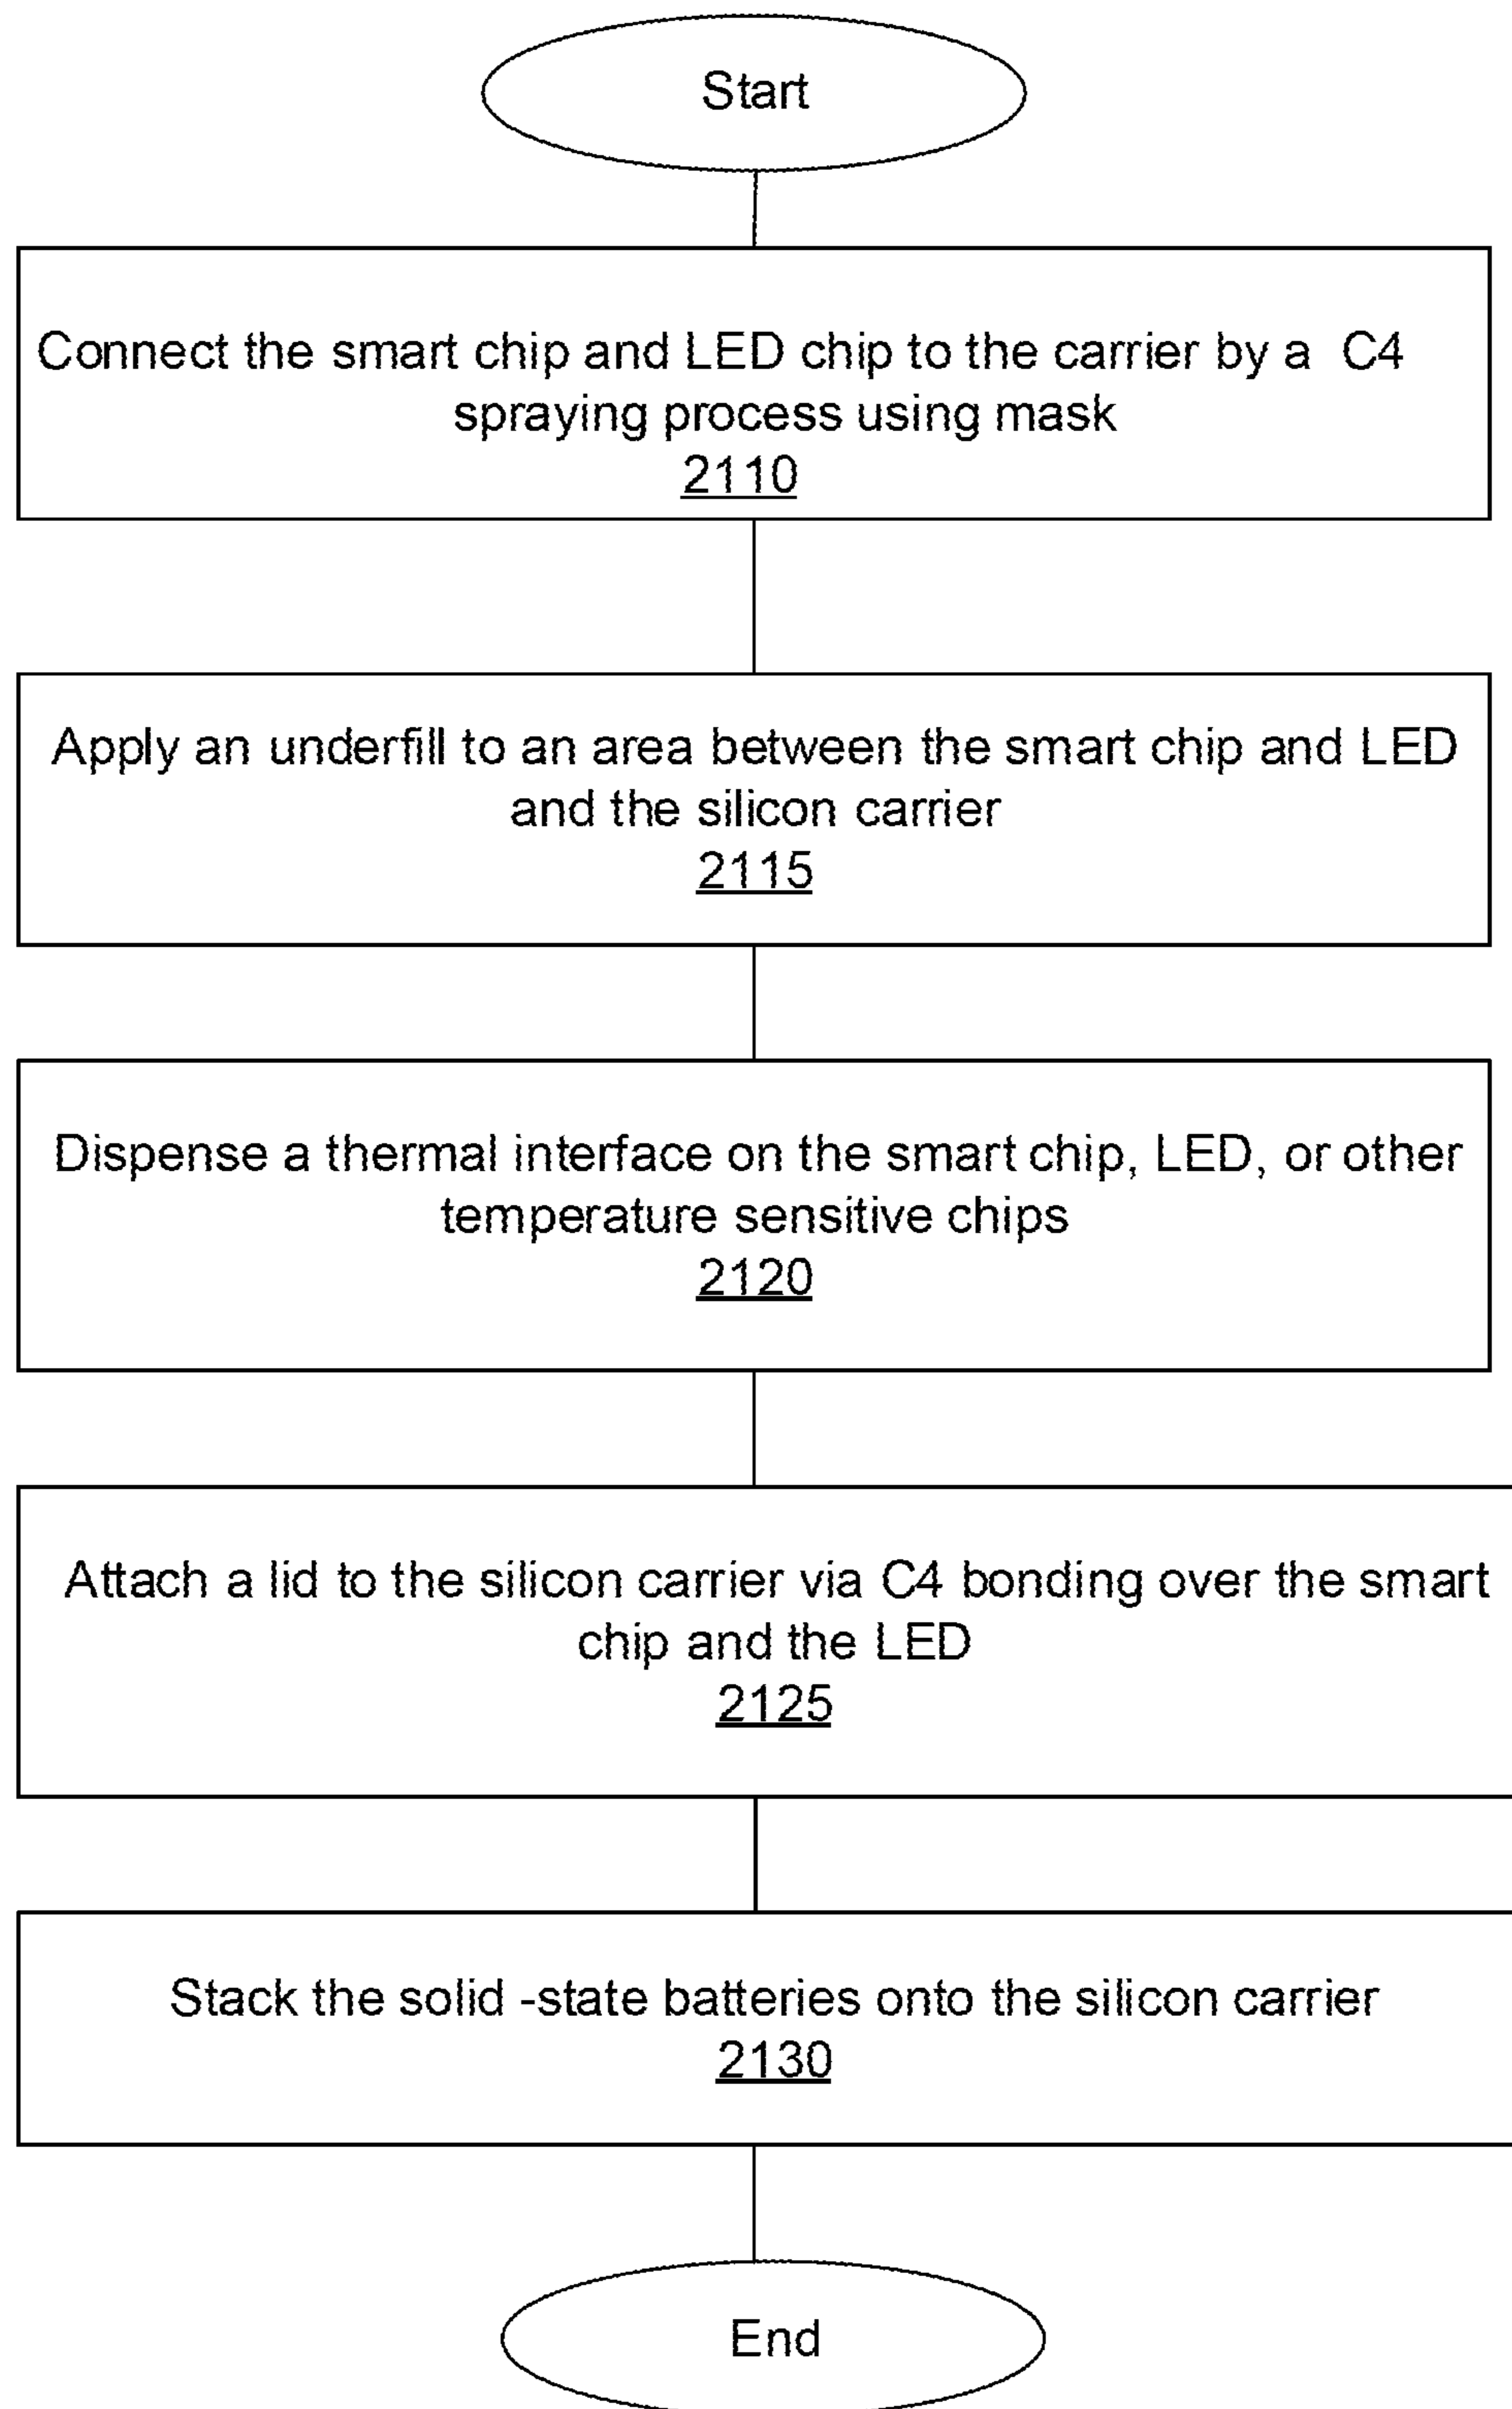 Start
Connect the smart chip and LED chip to the carrier by a C4
spraying process using mask
2110
Apply an underfill to an area between the smart chip and LED
and the silicon carrier
2115
Dispense a thermal interface on the smart chip, LED, or other
temperature sensitive chips
2120
Attach a lid to the silicon carrier via C4 bonding over the smart
chip and the LED
2125
Stack the solid -state batteries onto the silicon carrier
2130
End